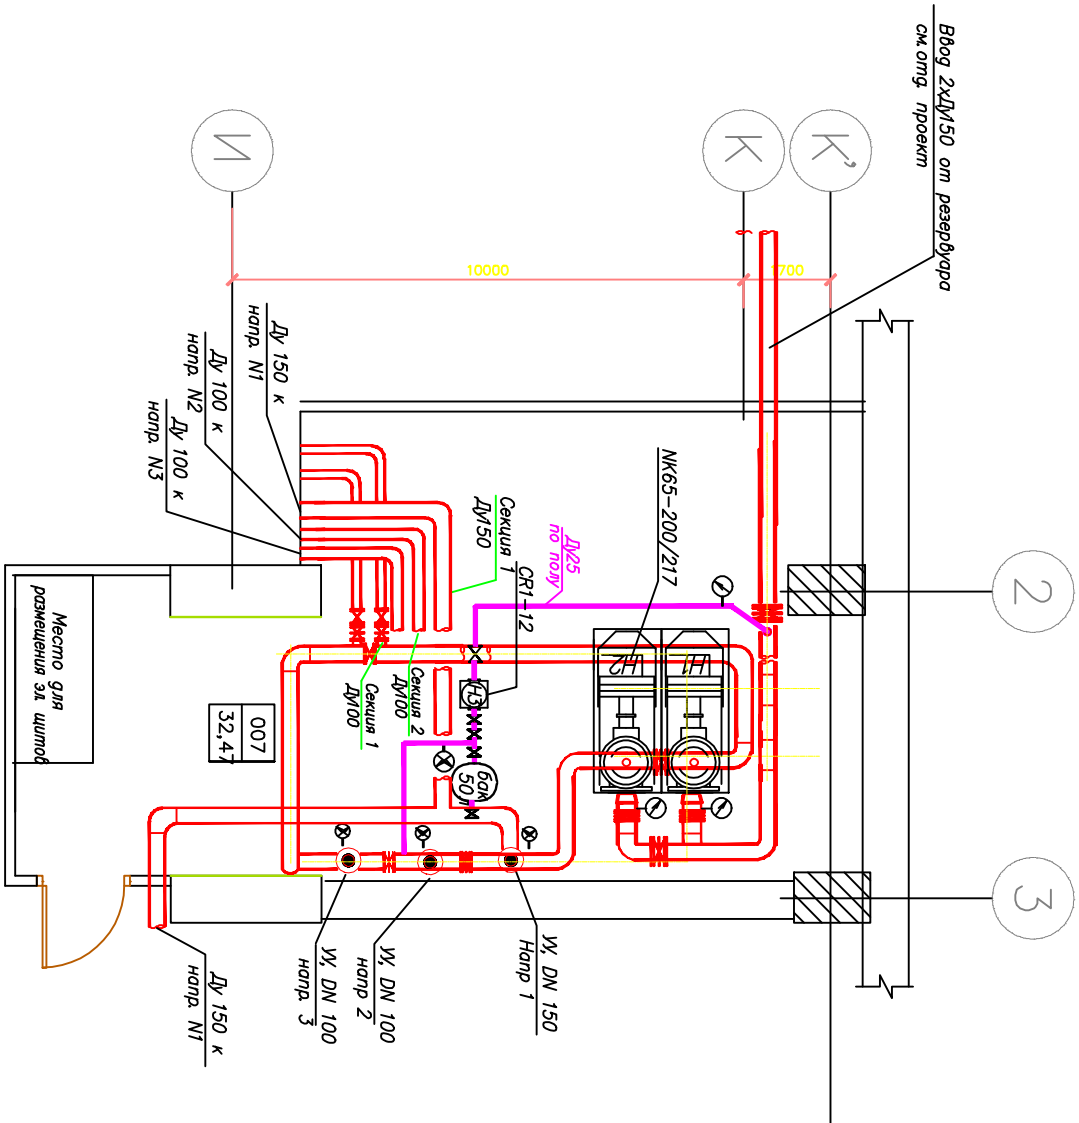 Ввод 2хДу150 от резервуара
см.отд. проект
К'
К
И
2
3
1700
10000
Ду 150 к
напр. N1
Ду 100 к
напр. N2
Ду 100 к
напр. N3
NK65-200/217
Ду25
по полу
CR1-12
Секция 1
Ду150
Секция 2
Ду100
Секция 1
Ду100
Н1
Н2
Н3
бак
50л
007
32,47
Место для
размещения эл. щитов
УУ, DN 150
Напр 1
УУ, DN 100
напр 2
УУ, DN 100
напр. 3
Ду 150 к
напр. N1